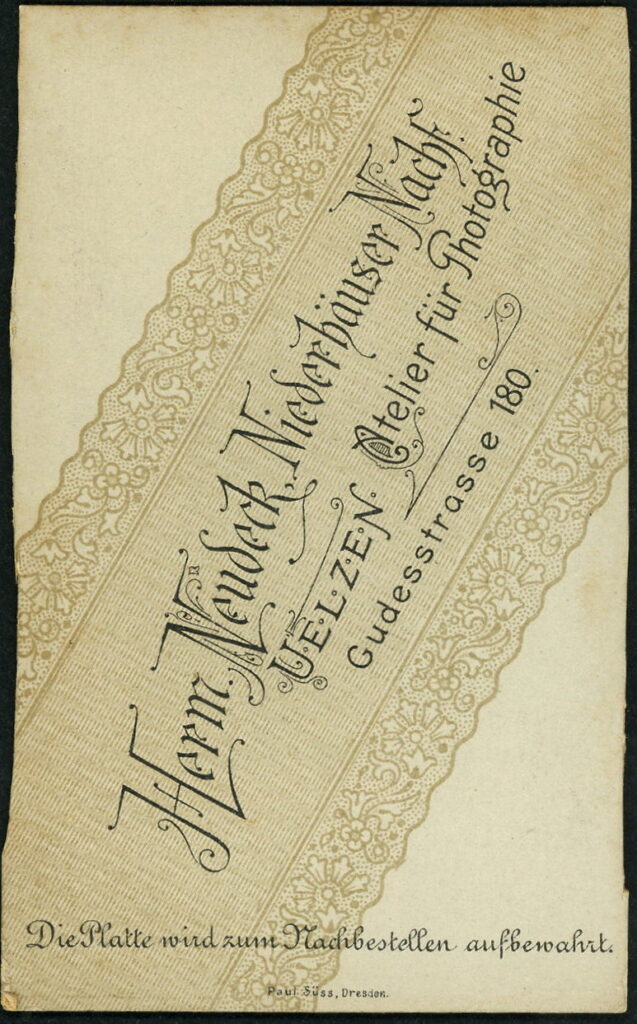 Herm. Neudeck, Niederhäuser Nachf.
UELZEN. Atelier für Photographie
Gudesstrasse 180.
Die Platte wird zum Nachbestellen aufbewahrt.
Paul Süss, Dresden.